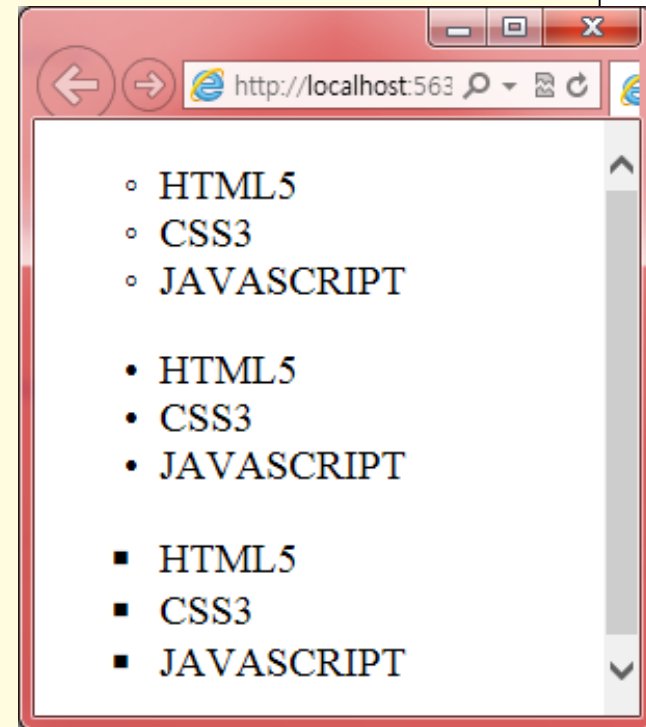 http://localhost:563
◦ HTML5
◦ CSS3
◦ JAVASCRIPT
• HTML5
• CSS3
• JAVASCRIPT
▪ HTML5
▪ CSS3
▪ JAVASCRIPT